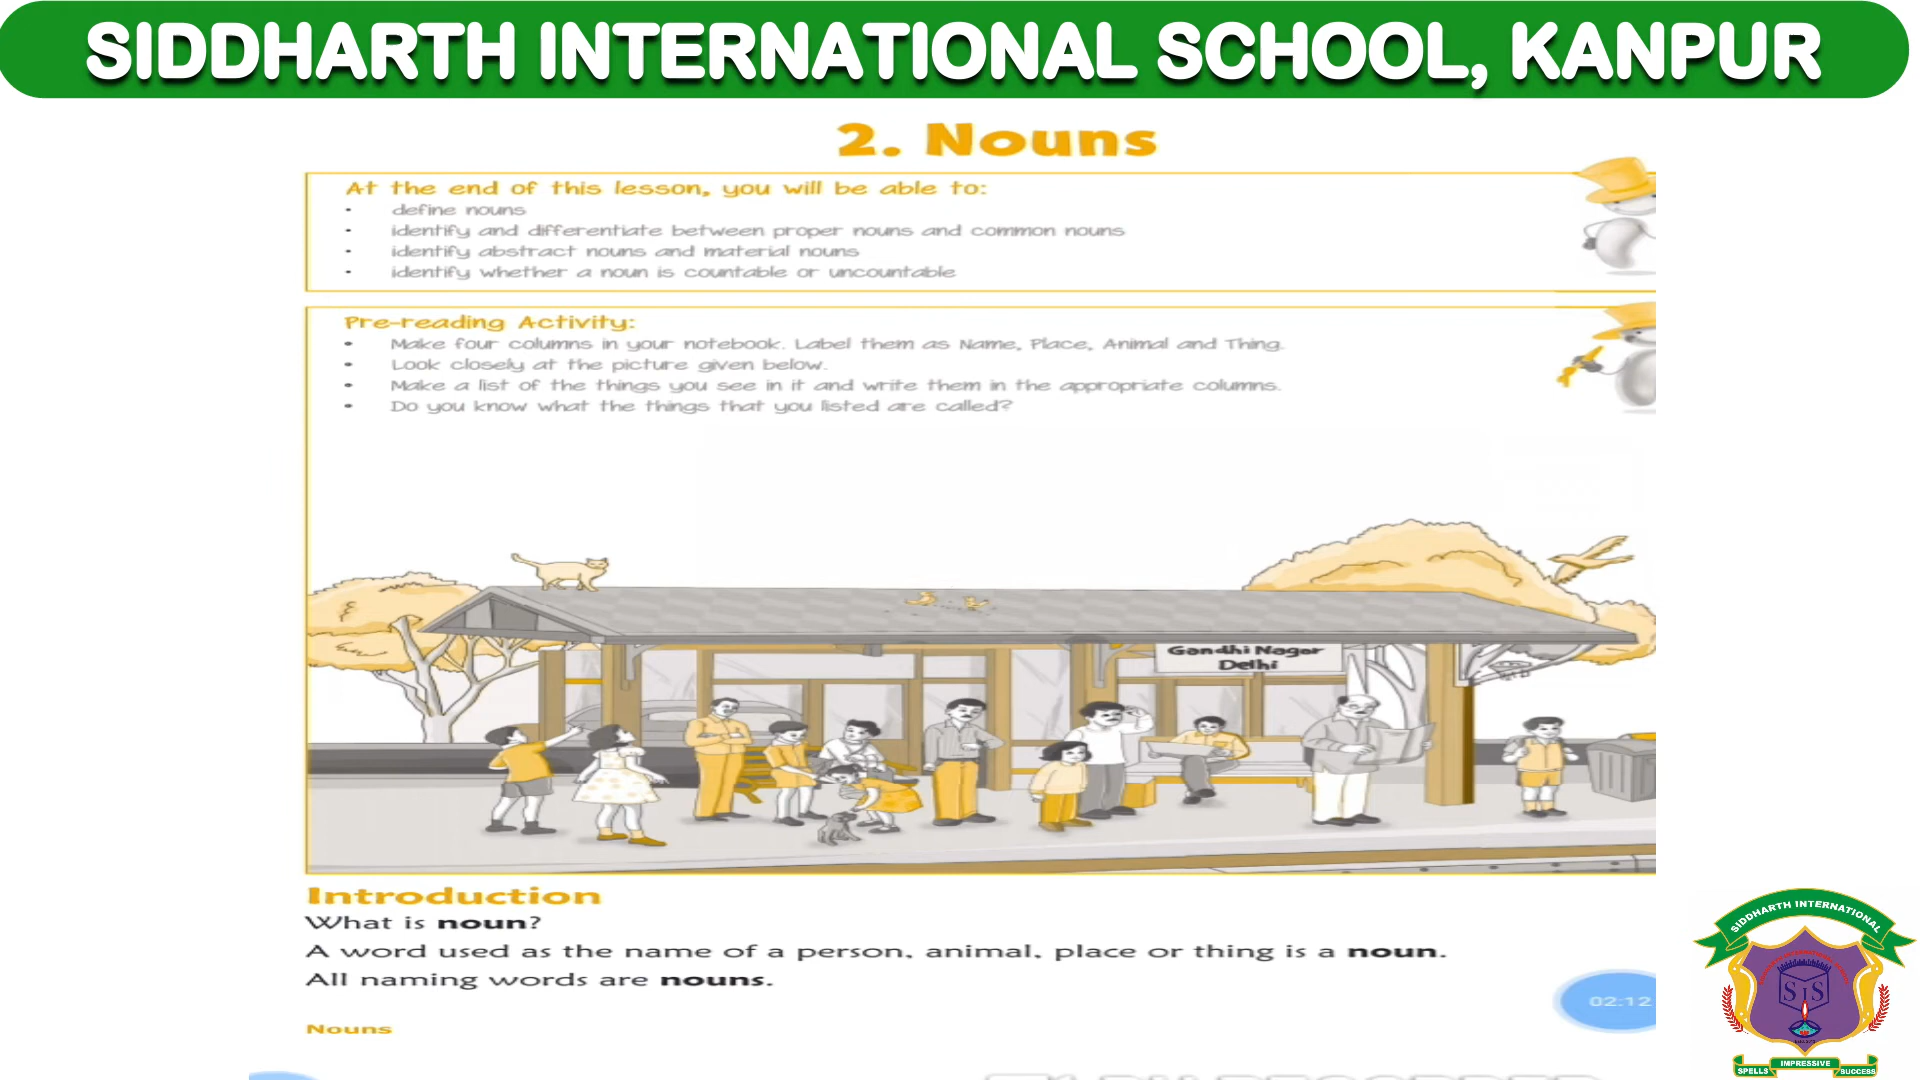 SIDDHARTH INTERNATIONAL SCHOOL, KANPUR
2. Nouns
At the end of this lesson, you will be able to:
• define nouns
• identify and differentiate between proper nouns and common nouns
• identify abstract nouns and material nouns
• identify whether a noun is countable or uncountable
Pre-reading Activity:
• Make four columns in your notebook. Label them as Name, Place, Animal and Thing.
• Look closely at the picture given below.
• Make a list of the things you see in it and write them in the appropriate columns.
• Do you know what the things that you listed are called?
Gandhi Nagar
Delhi
Introduction
What is noun?
A word used as the name of a person, animal, place or thing is a noun.
All naming words are nouns.
Nouns
02:12
SIDDHARTH INTERNATIONAL
SIS
SPELLS IMPRESSIVE SUCCESS